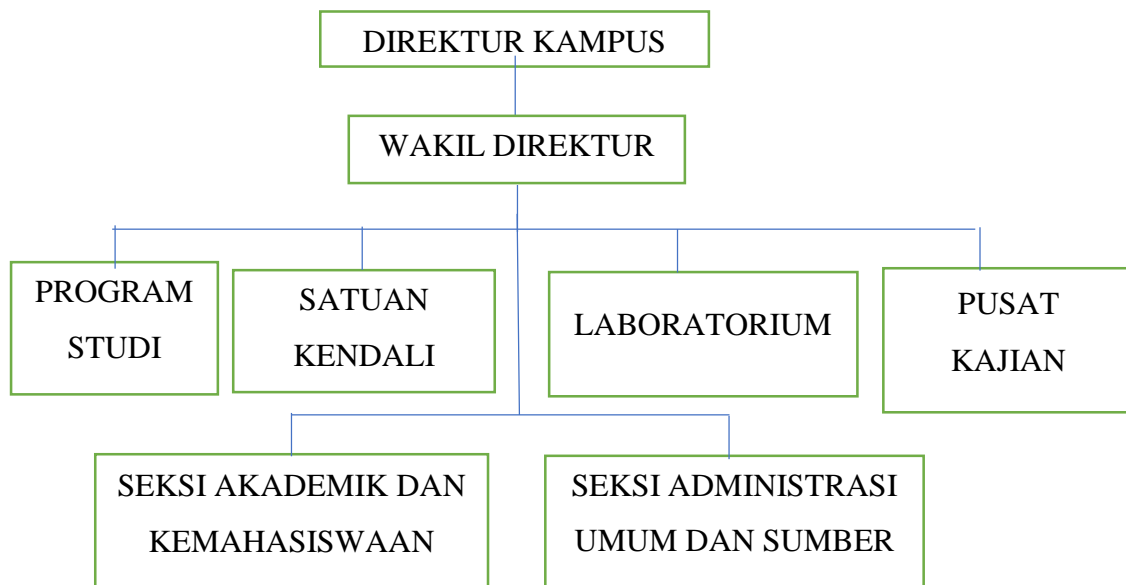 DIREKTUR KAMPUS
WAKIL DIREKTUR
PROGRAM
STUDI
SATUAN
KENDALI
LABORATORIUM
PUSAT
KAJIAN
SEKSI AKADEMIK DAN
KEMAHASISWAAN
SEKSI ADMINISTRASI
UMUM DAN SUMBER